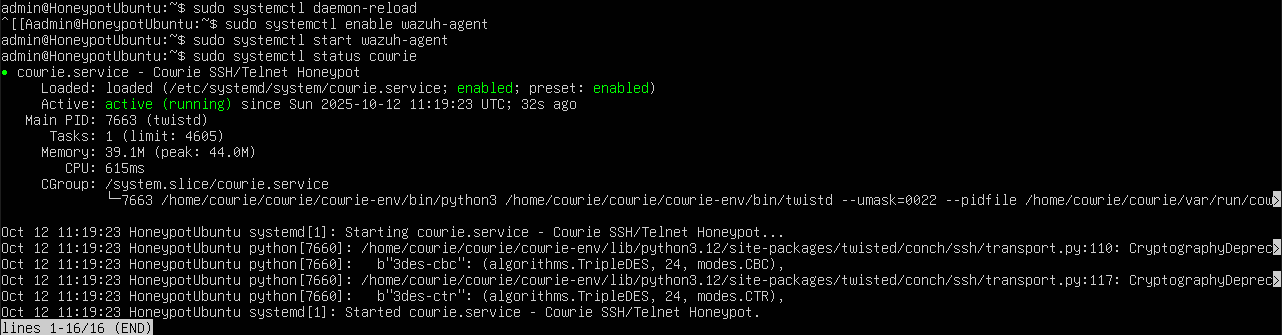 admin@HoneypotUbuntu:~$ sudo systemctl daemon-reload
^[[Aadmin@HoneypotUbuntu:~$ sudo systemctl enable wazuh-agent
admin@HoneypotUbuntu:~$ sudo systemctl start wazuh-agent
admin@HoneypotUbuntu:~$ sudo systemctl status cowrie
● cowrie.service - Cowrie SSH/Telnet Honeypot
     Loaded: loaded (/etc/systemd/system/cowrie.service; enabled; preset: enabled)
     Active: active (running) since Sun 2025-10-12 11:19:23 UTC; 32s ago
   Main PID: 7663 (twistd)
      Tasks: 1 (limit: 4605)
     Memory: 39.1M (peak: 44.0M)
        CPU: 615ms
     CGroup: /system.slice/cowrie.service
             └─7663 /home/cowrie/cowrie/cowrie-env/bin/python3 /home/cowrie/cowrie/cowrie-env/bin/twistd --umask=0022 --pidfile /home/cowrie/cowrie/var/run/cow>
Oct 12 11:19:23 HoneypotUbuntu systemd[1]: Starting cowrie.service - Cowrie SSH/Telnet Honeypot...
Oct 12 11:19:23 HoneypotUbuntu python[7660]: /home/cowrie/cowrie/cowrie-env/lib/python3.12/site-packages/twisted/conch/ssh/transport.py:110: CryptographyDeprec>
Oct 12 11:19:23 HoneypotUbuntu python[7660]:   b"3des-cbc": (algorithms.TripleDES, 24, modes.CBC),
Oct 12 11:19:23 HoneypotUbuntu python[7660]: /home/cowrie/cowrie/cowrie-env/lib/python3.12/site-packages/twisted/conch/ssh/transport.py:117: CryptographyDeprec>
Oct 12 11:19:23 HoneypotUbuntu python[7660]:   b"3des-ctr": (algorithms.TripleDES, 24, modes.CTR),
Oct 12 11:19:23 HoneypotUbuntu systemd[1]: Started cowrie.service - Cowrie SSH/Telnet Honeypot.
lines 1-16/16 (END)